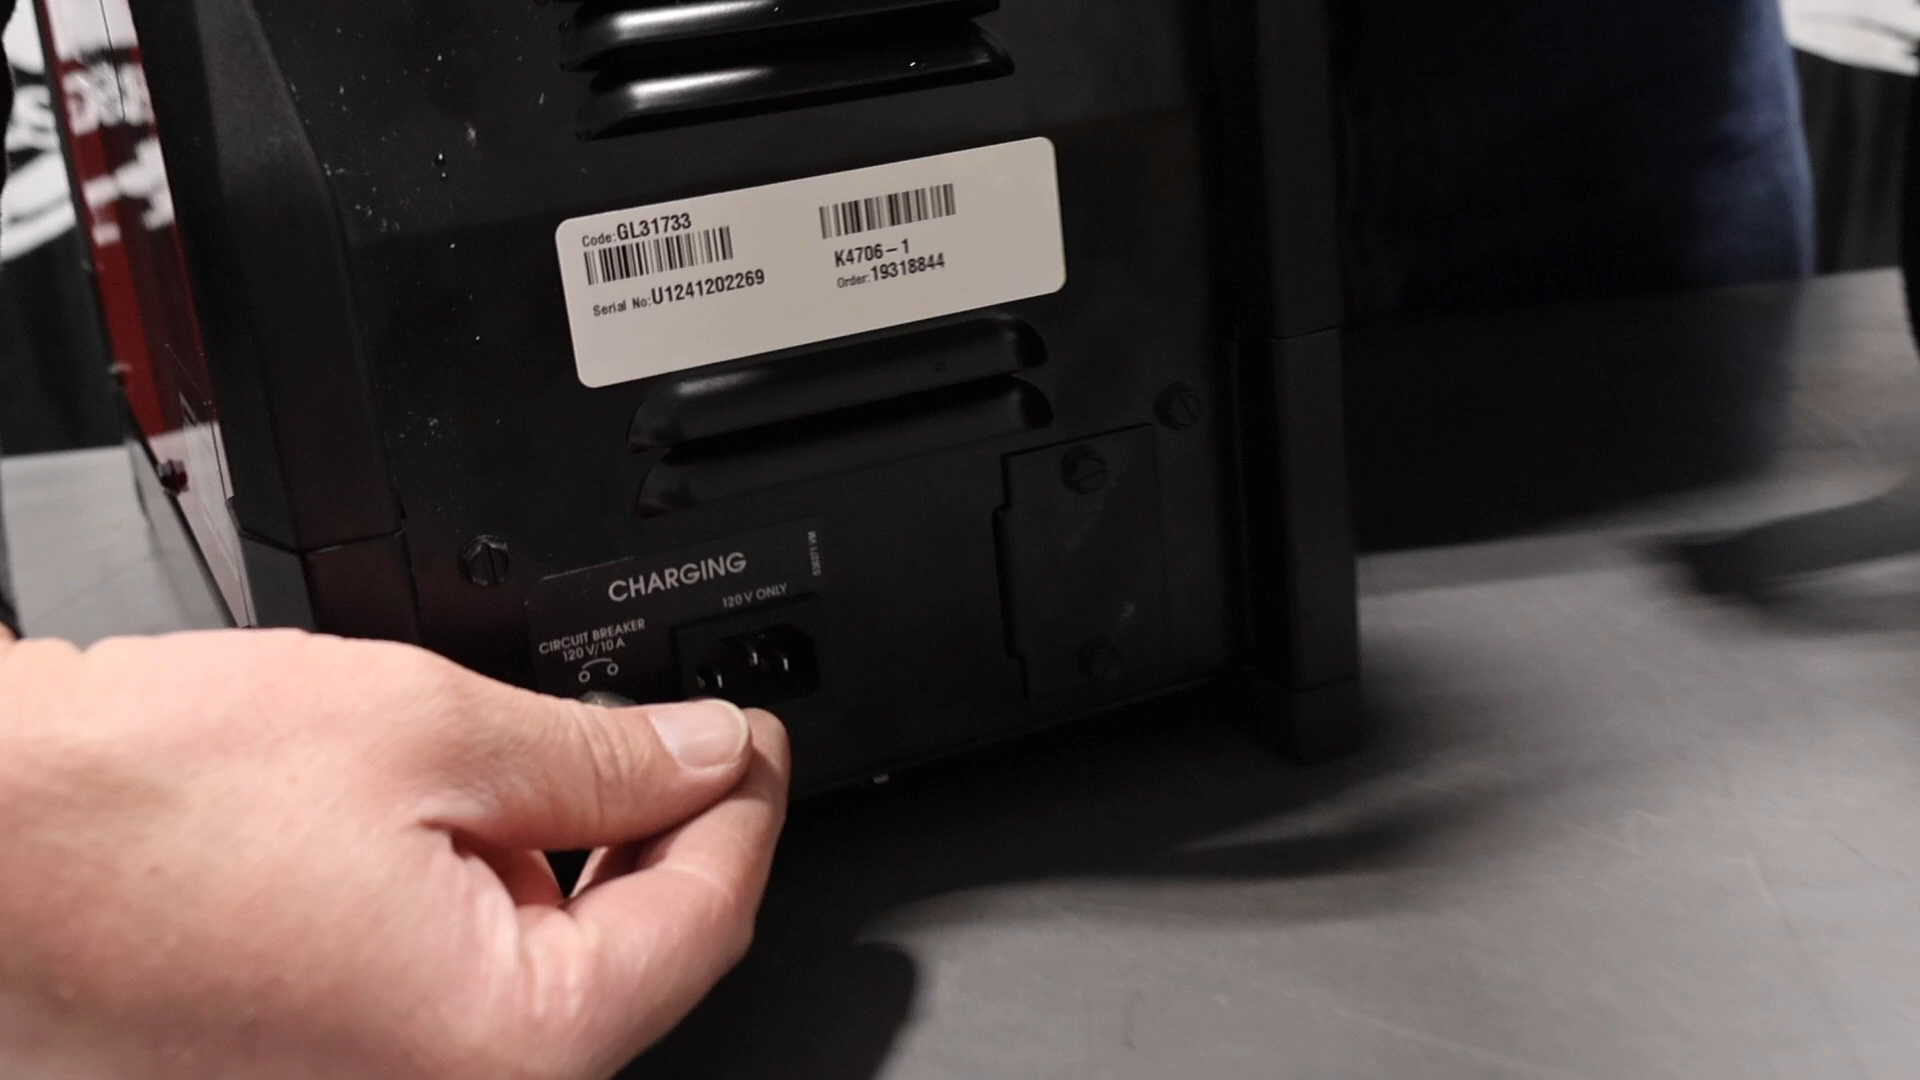 Code:GL31733
Serial No:U1241202269
K4706-1
Order:19318844
CHARGING
120 V ONLY
CIRCUIT BREAKER
120 V/10 A